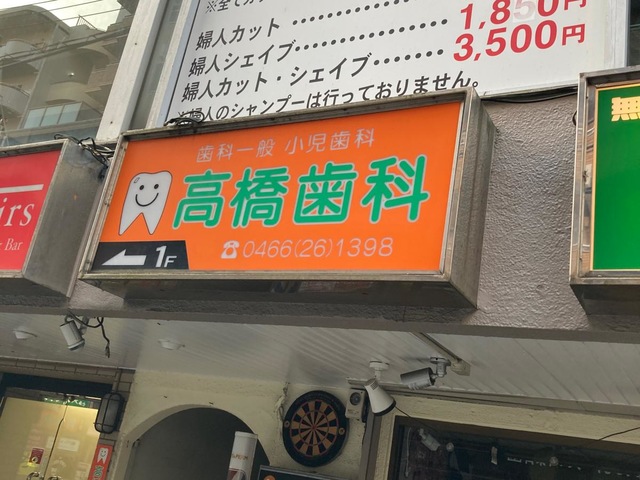 婦人カット ・・・・・・・・・・・・ 1,850円
婦人シェイブ・・・・・・・・・・
婦人カット・シェイブ・・・・・・ 3,500円
婦人のシャンプーは行っておりません。
歯科一般 小児歯科
高橋歯科
1F
☎0466(26)1398
irs
Bar
無